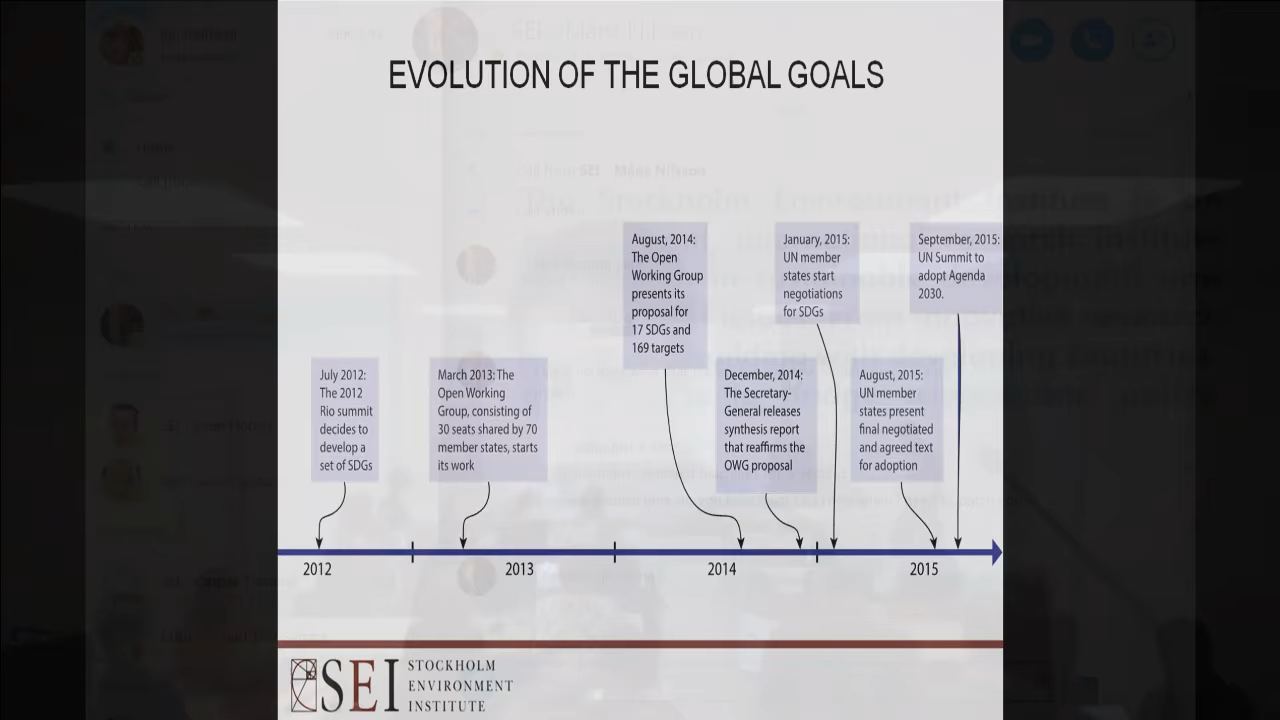 EVOLUTION OF THE GLOBAL GOALS
July 2012:
The 2012
Rio summit
decides to
develop a
set of SDGs
March 2013: The
Open Working
Group, consisting of
30 seats shared by 70
member states, starts
its work
August, 2014:
The Open
Working Group
presents its
proposal for
17 SDGs and
169 targets
December, 2014:
The Secretary-
General releases
synthesis report
that reaffirms the
OWG proposal
January, 2015:
UN member
states start
negotiations
for SDGs
August, 2015:
UN member
states present
final negotiated
and agreed text
for adoption
September, 2015:
UN Summit to
adopt Agenda
2030.
2012
2013
2014
2015
SEI
STOCKHOLM
ENVIRONMENT
INSTITUTE